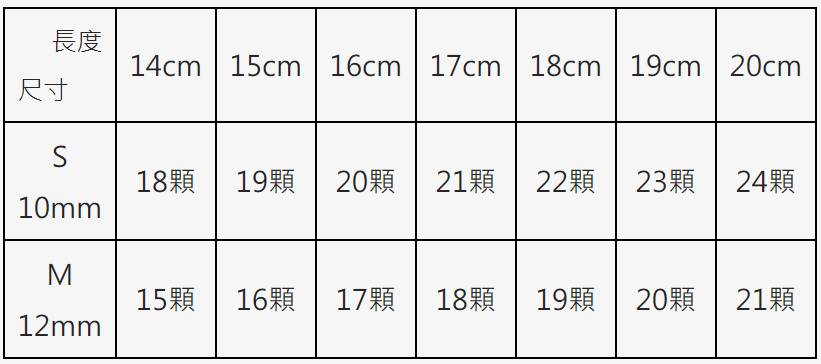 長度
尺寸
14cm 15cm 16cm 17cm 18cm 19cm 20cm
S
10mm
18顆 19顆 20顆 21顆 22顆 23顆 24顆
M
12mm
15顆 16顆 17顆 18顆 19顆 20顆 21顆